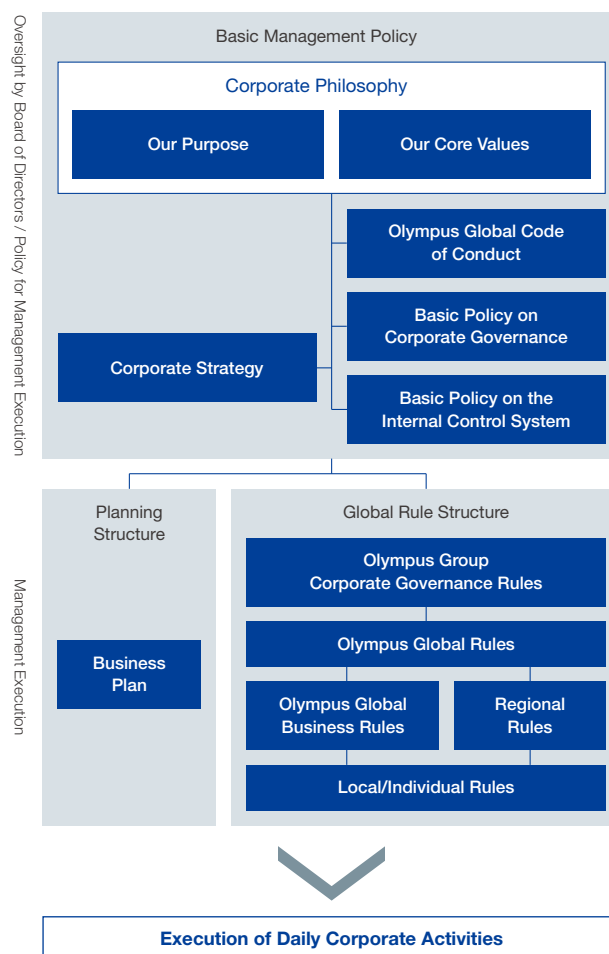 Oversight by Board of Directors / Policy for Management Execution
Basic Management Policy
Corporate Philosophy
Our Purpose
Our Core Values
Olympus Global Code
of Conduct
Basic Policy on
Corporate Governance
Corporate Strategy
Basic Policy on the
Internal Control System
Management Execution
Planning
Structure
Business
Plan
Global Rule Structure
Olympus Group
Corporate Governance Rules
Olympus Global Rules
Olympus Global
Business Rules
Regional
Rules
Local/Individual Rules
Execution of Daily Corporate Activities